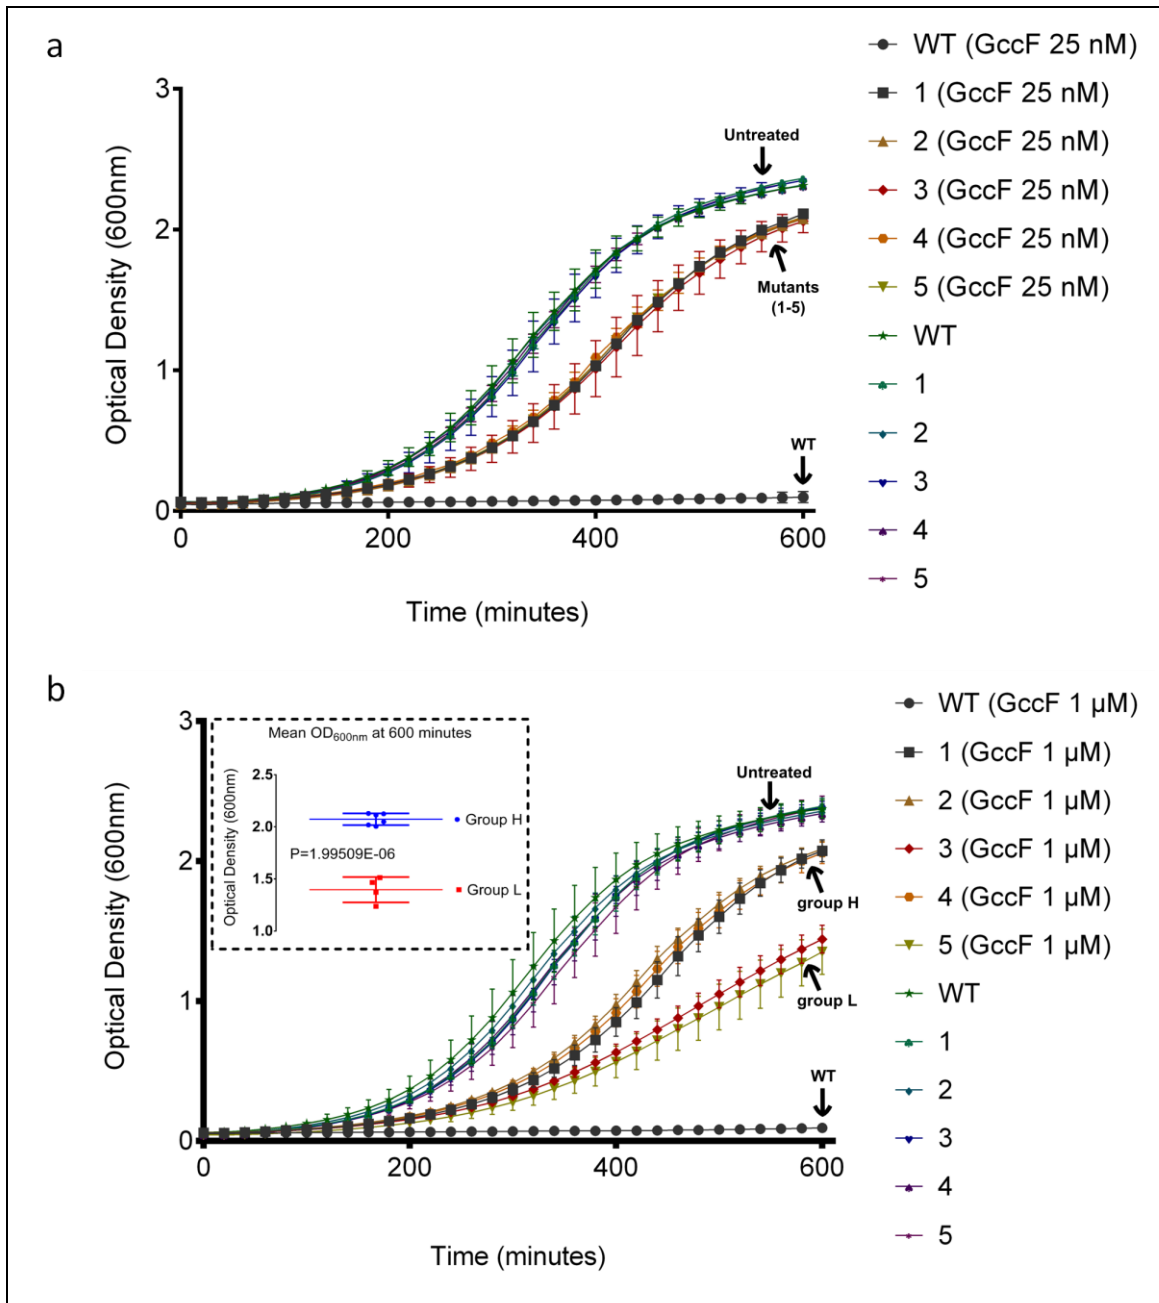 a
3
2
1
0
0
200
400
600
Optical Density (600nm)
Time (minutes)
Untreated
Mutants
(1-5)
WT
WT (GccF 25 nM)
1 (GccF 25 nM)
2 (GccF 25 nM)
3 (GccF 25 nM)
4 (GccF 25 nM)
5 (GccF 25 nM)
WT
1
2
3
4
5
b
3
2
1
0
0
200
400
600
Optical Density (600nm)
Time (minutes)
Mean OD600nm at 600 minutes
2.5
2.0
1.5
1.0
Optical Density (600nm)
Group H
P=1.99509E-06
Group L
Untreated
group H
group L
WT
WT (GccF 1 µM)
1 (GccF 1 µM)
2 (GccF 1 µM)
3 (GccF 1 µM)
4 (GccF 1 µM)
5 (GccF 1 µM)
WT
1
2
3
4
5